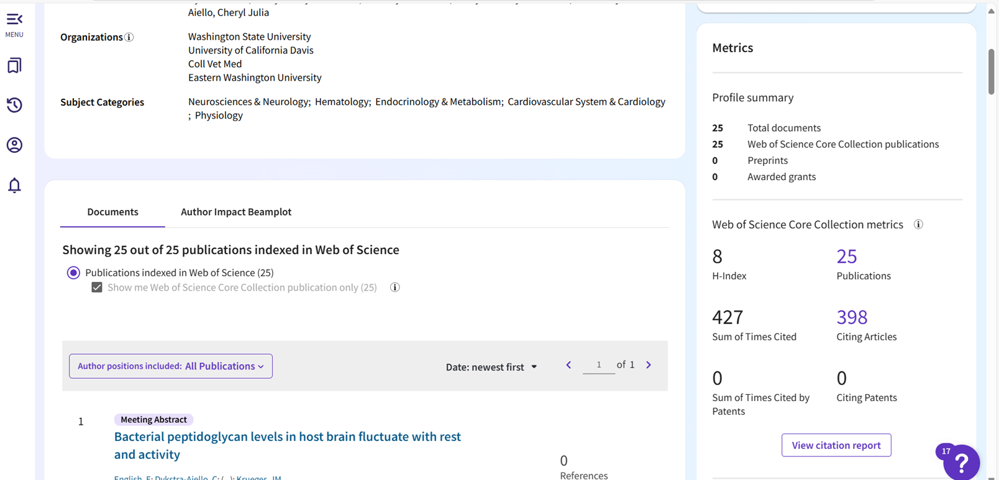 MENU
Aiello, Cheryl Julia
Organizations
Washington State University
University of California Davis
Coll Vet Med
Eastern Washington University
Subject Categories
Neurosciences & Neurology; Hematology; Endocrinology & Metabolism; Cardiovascular System & Cardiology
; Physiology
Documents
Author Impact Beamplot
Showing 25 out of 25 publications indexed in Web of Science
Publications indexed in Web of Science (25)
Show me Web of Science Core Collection publication only (25)
Author positions included: All Publications
Date: newest first
1 of 1
1
Meeting Abstract
Bacterial peptidoglycan levels in host brain fluctuate with rest
and activity
English, E; Dykstra-Aiello, C; (...); Krueger, JM
0
References
Metrics
Profile summary
25 Total documents
25 Web of Science Core Collection publications
0 Preprints
0 Awarded grants
Web of Science Core Collection metrics
8
H-Index
25
Publications
427
Sum of Times Cited
398
Citing Articles
0
Sum of Times Cited by
Patents
0
Citing Patents
View citation report
17
?